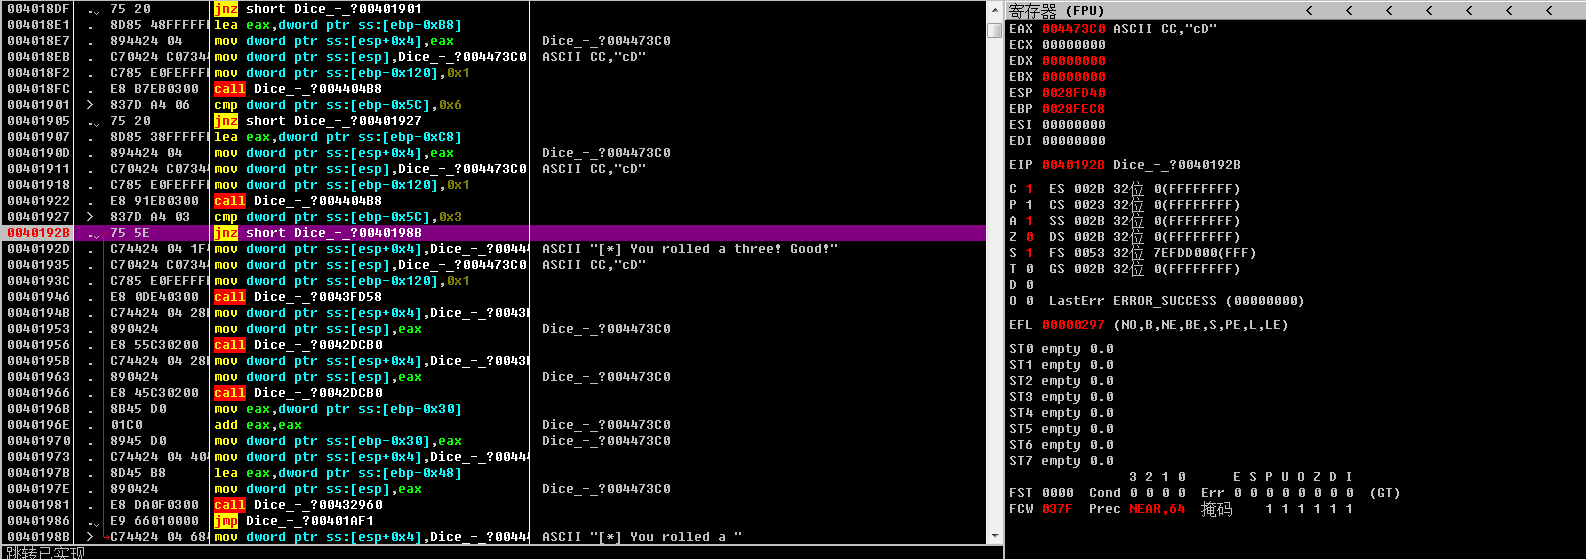 004018DF . 75 20 jnz short Dice_-_?00401901
004018E1 . 8D85 48FFFFFF lea eax,dword ptr ss:[ebp-0xB8]
004018E7 . 894424 04 mov dword ptr ss:[esp+0x4],eax Dice_-_?004473C0
004018EB . C70424 C0734 mov dword ptr ss:[esp],Dice_-_?004473C0 ASCII CC,"cD"
004018F2 . C785 E0FEFFF mov dword ptr ss:[ebp-0x120],0x1
004018FC . E8 B7EB0300 call Dice_-_?004404B8
00401901 > 837D A4 06 cmp dword ptr ss:[ebp-0x5C],0x6
00401905 . 75 20 jnz short Dice_-_?00401927
00401907 . 8D85 38FFFFFF lea eax,dword ptr ss:[ebp-0xC8]
0040190D . 894424 04 mov dword ptr ss:[esp+0x4],eax Dice_-_?004473C0
00401911 . C70424 C0734 mov dword ptr ss:[esp],Dice_-_?004473C0 ASCII CC,"cD"
00401918 . C785 E0FEFFF mov dword ptr ss:[ebp-0x120],0x1
00401922 . E8 91EB0300 call Dice_-_?004404B8
00401927 > 837D A4 03 cmp dword ptr ss:[ebp-0x5C],0x3
0040192B . 75 5E jnz short Dice_-_?0040198B
0040192D . C74424 04 1F4 mov dword ptr ss:[esp+0x4],Dice_-_?0044 ASCII "[*] You rolled a three! Good!"
00401935 . C70424 C0734 mov dword ptr ss:[esp],Dice_-_?004473C0 ASCII CC,"cD"
0040193C . C785 E0FEFFF mov dword ptr ss:[ebp-0x120],0x1
00401946 . E8 0DE40300 call Dice_-_?0043FD58
0040194B . C74424 04 28 mov dword ptr ss:[esp+0x4],Dice_-_?0043
00401953 . 890424 mov dword ptr ss:[esp],eax Dice_-_?004473C0
00401956 . E8 55C30200 call Dice_-_?0042DCB0
0040195B . C74424 04 28 mov dword ptr ss:[esp+0x4],Dice_-_?0043
00401963 . 890424 mov dword ptr ss:[esp],eax Dice_-_?004473C0
00401966 . E8 45C30200 call Dice_-_?0042DCB0
0040196B . 8B45 D0 mov eax,dword ptr ss:[ebp-0x30]
0040196E . 01C0 add eax,eax Dice_-_?004473C0
00401970 . 8945 D0 mov dword ptr ss:[ebp-0x30],eax Dice_-_?004473C0
00401973 . C74424 04 404 mov dword ptr ss:[esp+0x4],Dice_-_?0044
0040197B . 8D45 B8 lea eax,dword ptr ss:[ebp-0x48]
0040197E . 890424 mov dword ptr ss:[esp],eax Dice_-_?004473C0
00401981 . E8 DA0F0300 call Dice_-_?00432960
00401986 . E9 66010000 jmp Dice_-_?00401AF1
0040198B > C74424 04 684 mov dword ptr ss:[esp+0x4],Dice_-_?0044 ASCII "[*] You rolled a "
跳转已实现
寄存器 (FPU) < < < < < < <
EAX 004473C0 ASCII CC,"cD"
ECX 00000000
EDX 00000000
EBX 00000000
ESP 0028FD40
EBP 0028FEC8
ESI 00000000
EDI 00000000
EIP 0040192B Dice_-_?0040192B
C 1 ES 002B 32位 0(FFFFFFFF)
P 1 CS 0023 32位 0(FFFFFFFF)
A 1 SS 002B 32位 0(FFFFFFFF)
Z 0 DS 002B 32位 0(FFFFFFFF)
S 1 FS 0053 32位 7EFDD000(FFF)
T 0 GS 002B 32位 0(FFFFFFFF)
D 0
O 0 LastErr ERROR_SUCCESS (00000000)
EFL 00000297 (NO,B,NE,BE,S,PE,L,LE)
ST0 empty 0.0
ST1 empty 0.0
ST2 empty 0.0
ST3 empty 0.0
ST4 empty 0.0
ST5 empty 0.0
ST6 empty 0.0
ST7 empty 0.0
3 2 1 0 E S P U O Z D I
FST 0000 Cond 0 0 0 0 Err 0 0 0 0 0 0 0 0 (GT)
FCW 037F Prec NEAR,64 掩码 1 1 1 1 1 1